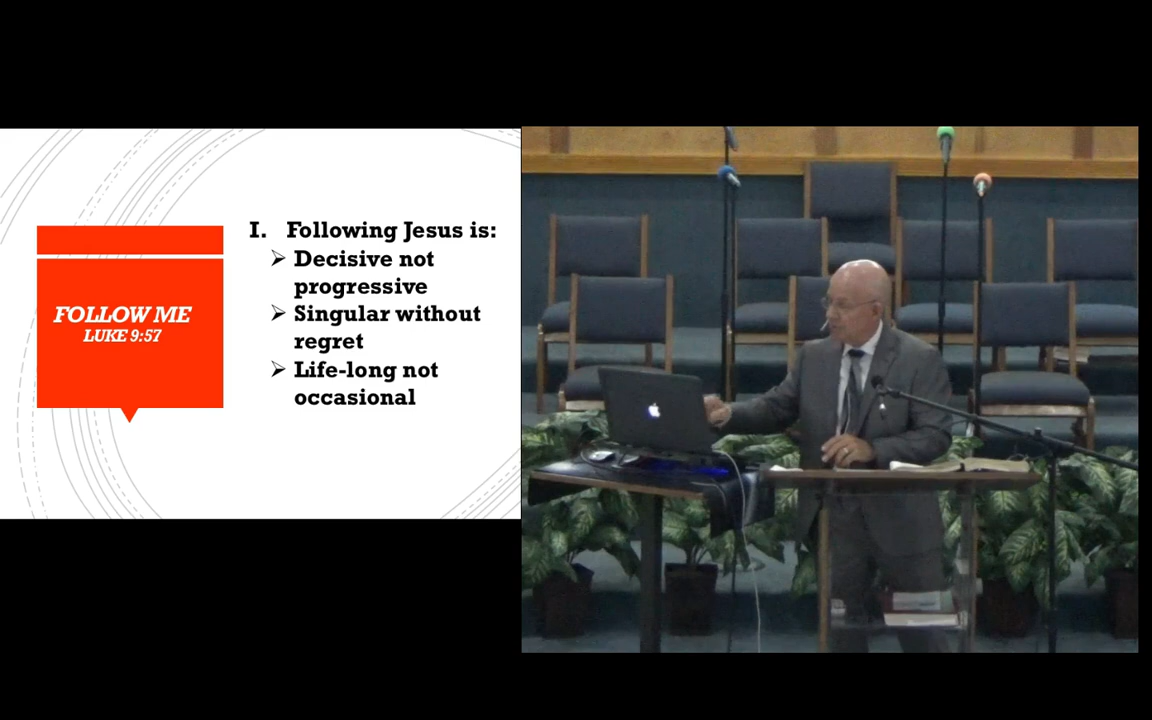 FOLLOW ME
LUKE 9:57
I. Following Jesus is:
➢ Decisive not
progressive
➢ Singular without
regret
➢ Life-long not
occasional